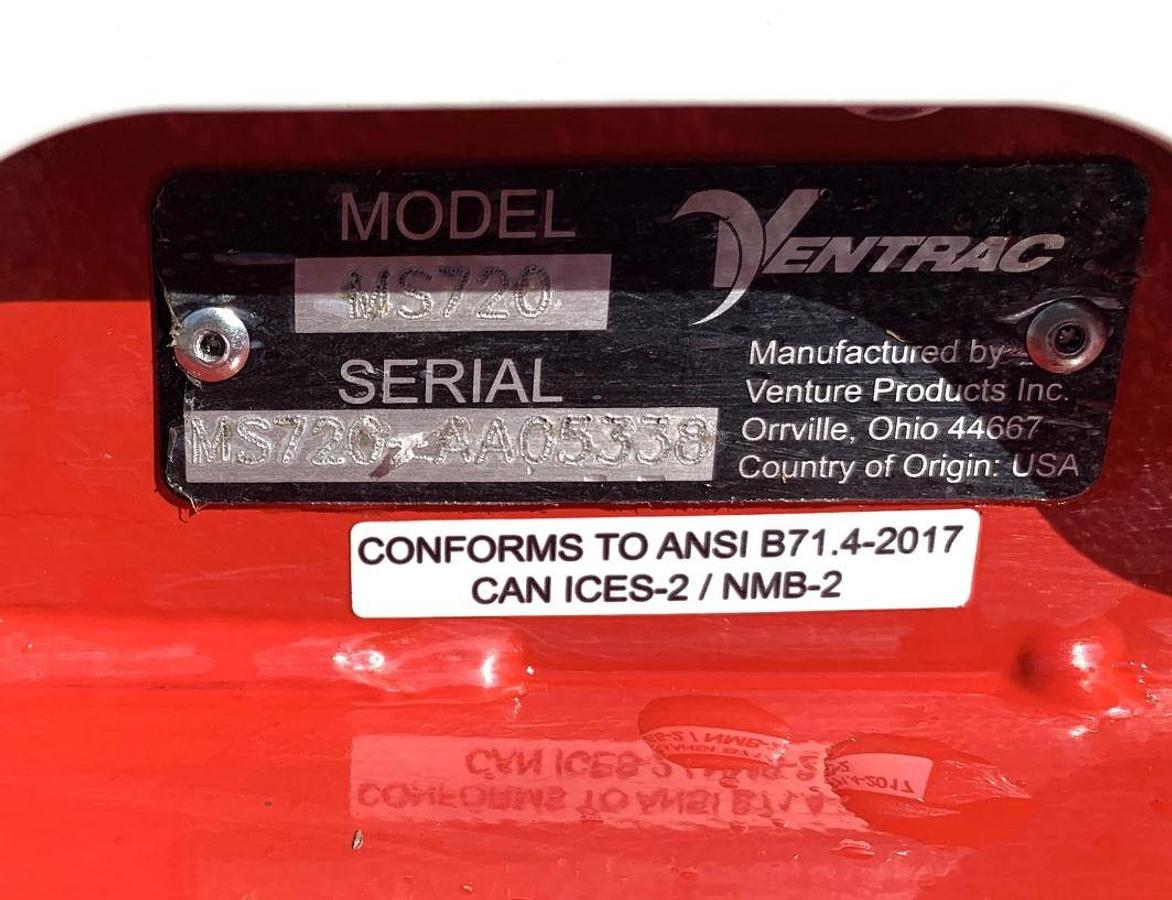 MODEL
MS720
SERIAL
MS720-AA05338
VENTRAC
Manufactured by
Venture Products Inc.
Orrville, Ohio 44667
Country of Origin: USA
CONFORMS TO ANSI B71.4-2017
CAN ICES-2 / NMB-2